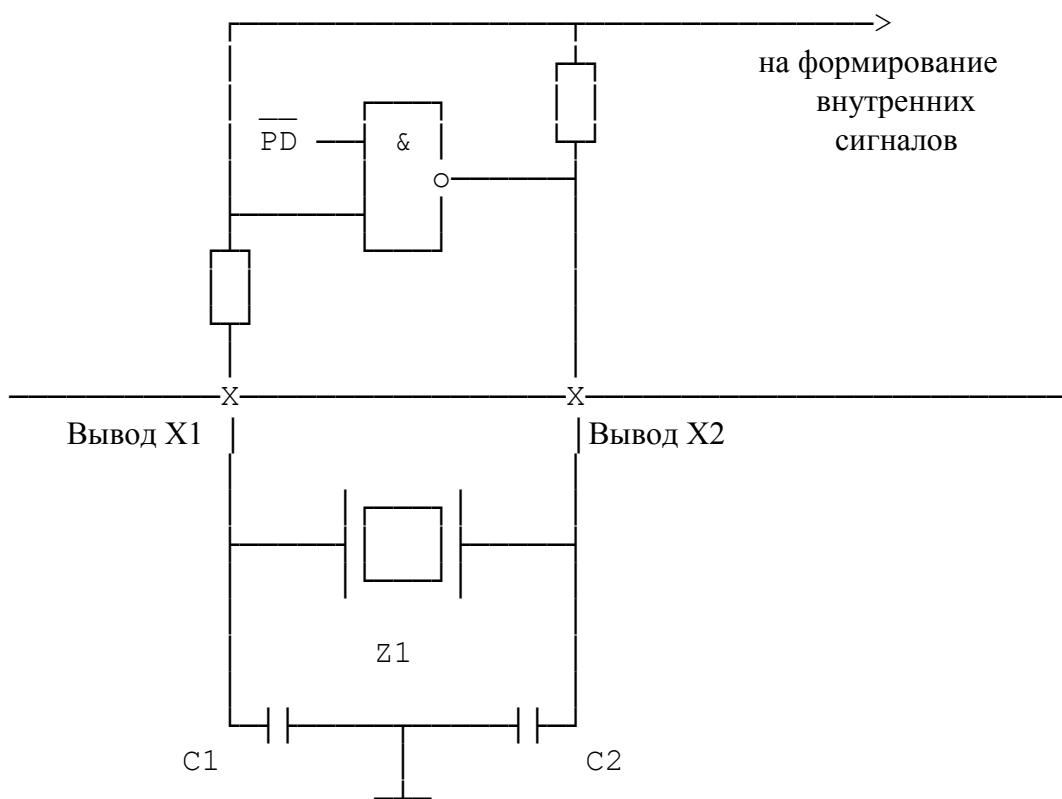 на формирование
внутренних
сигналов
PD
&
X X
Вывод X1
Вывод X2
Z1
C1
C2